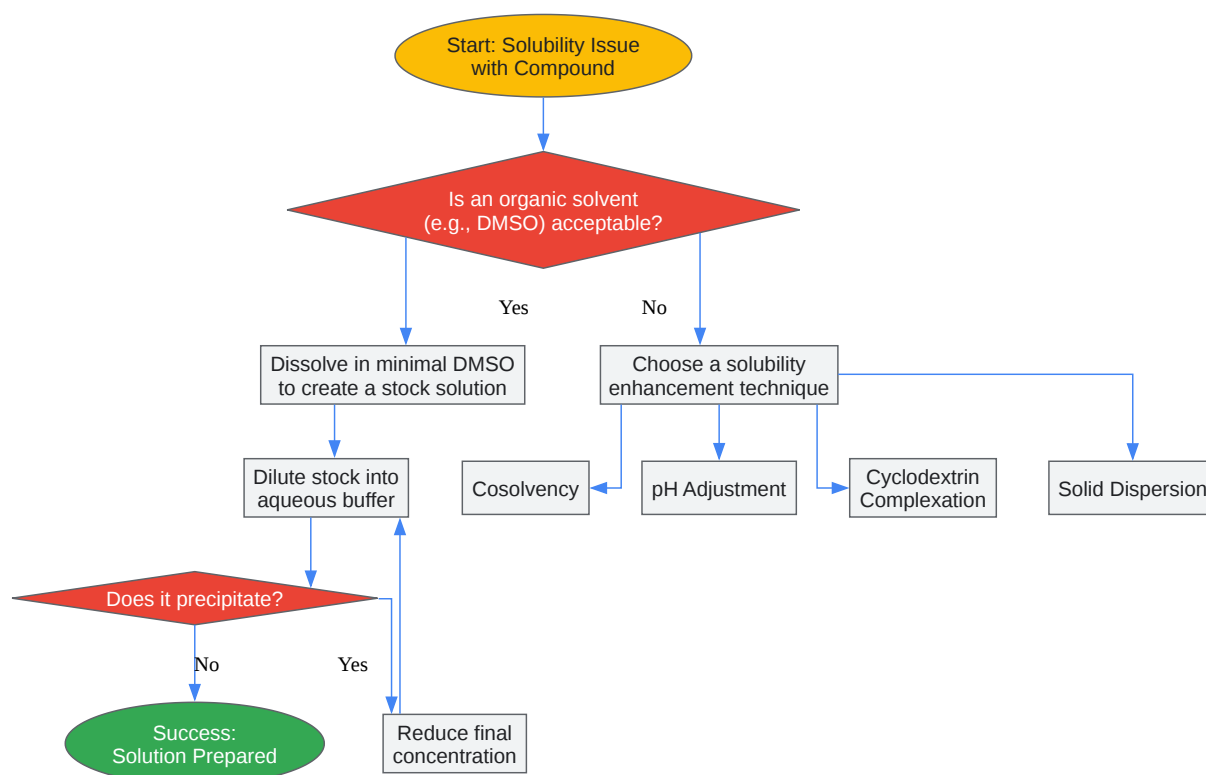 Start: Solubility Issue
with Compound
Is an organic solvent
(e.g., DMSO) acceptable?
Yes
No
Dissolve in minimal DMSO
to create a stock solution
Choose a solubility
enhancement technique
Dilute stock into
aqueous buffer
Cosolvency
pH Adjustment
Cyclodextrin
Complexation
Solid Dispersion
Does it precipitate?
No
Yes
Success:
Solution Prepared
Reduce final
concentration